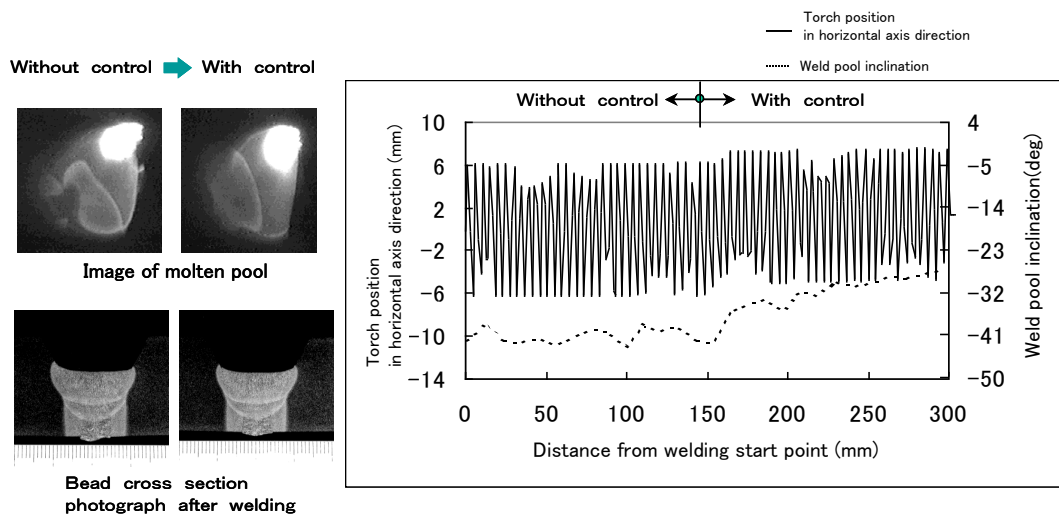 Torch position
in horizontal axis direction
Weld pool inclination
Without control
With control
Image of molten pool
Bead cross section
photograph after welding
Without control
With control
Torch position
in horizontal axis direction (mm)
10
6
2
−2
−6
−10
−14
4
−5
−14
−23
−32
−41
−50
Weld pool inclination(deg)
0
50
100
150
200
250
300
Distance from welding start point (mm)